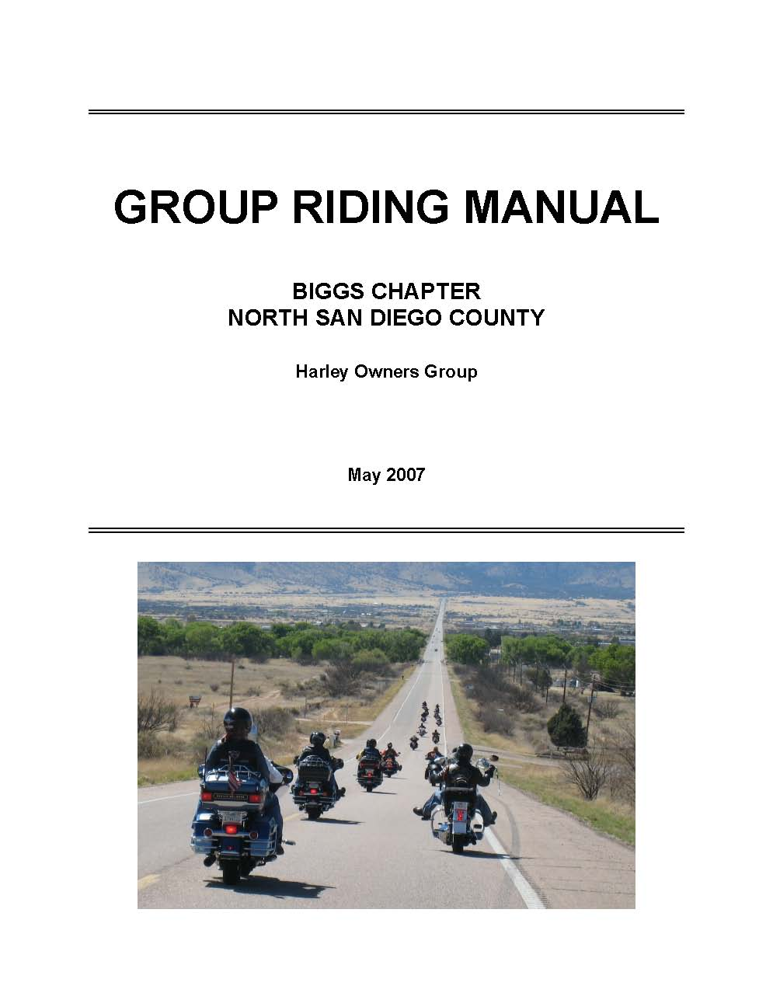 GROUP RIDING MANUAL
BIGGS CHAPTER
NORTH SAN DIEGO COUNTY
Harley Owners Group
May 2007